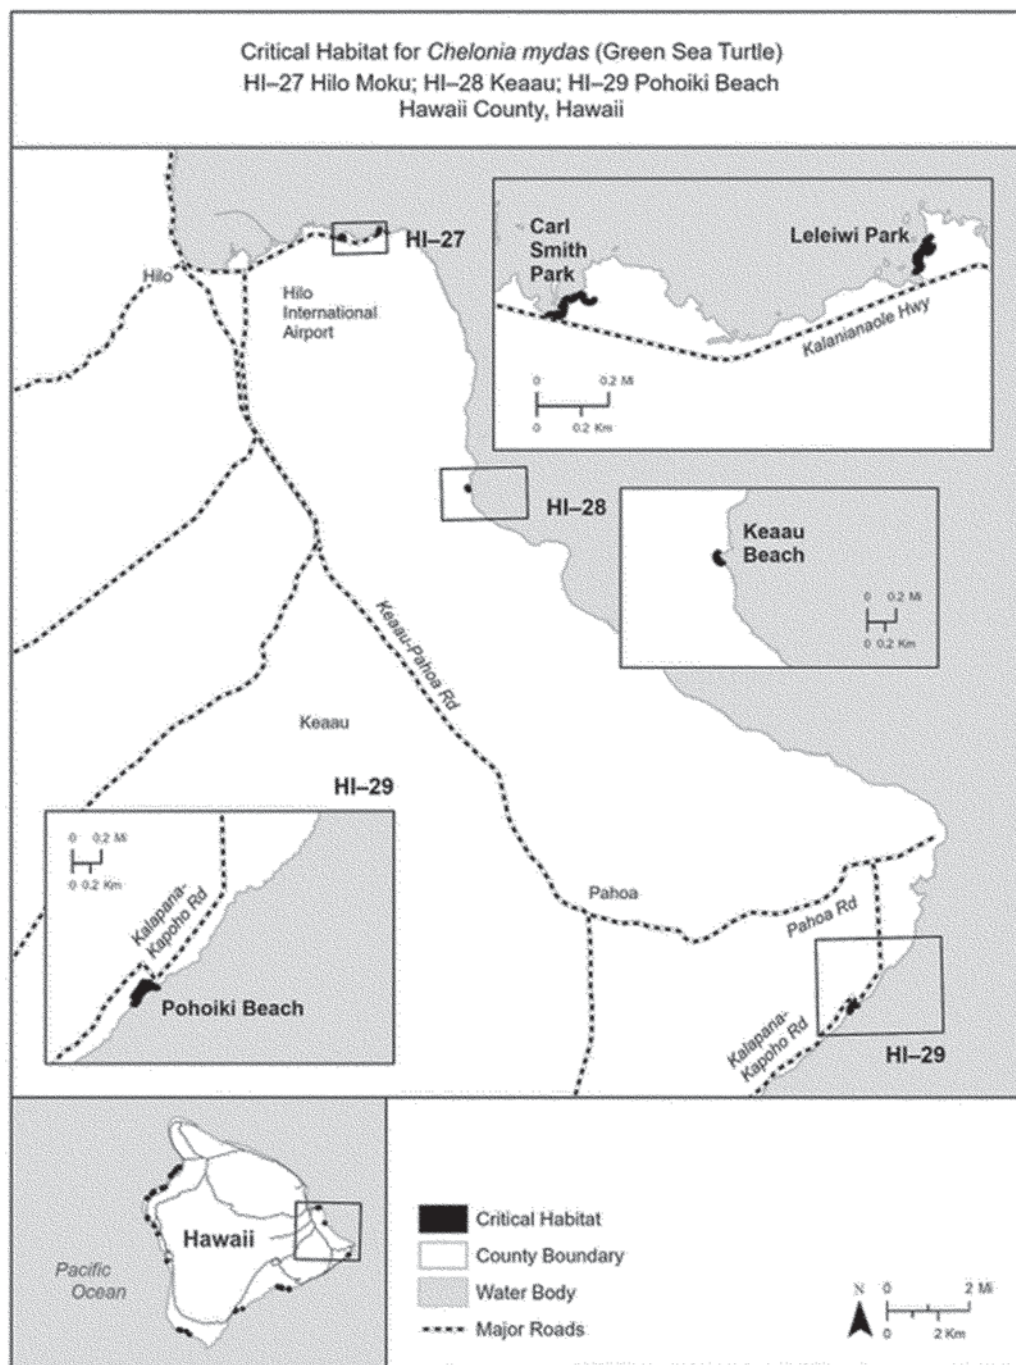 Critical Habitat for Chelonia mydas (Green Sea Turtle)
HI–27 Hilo Moku; HI–28 Keaau; HI–29 Pohoiki Beach
Hawaii County, Hawaii
HI–27
Hilo
Hilo
International
Airport
Carl
Smith
Park
Leleiwi Park
Kalanianaole Hwy
0 0.2 Mi
0 0.2 Km
HI–28
Keaau
Beach
0 0.2 Mi
0 0.2 Km
Keaau-Pahoa Rd
Keaau
HI–29
0 0.2 Mi
0 0.2 Km
Kalapana-
Kapoho Rd
Pohoiki Beach
Pahoa
Pahoa Rd
Kalapana-
Kapoho Rd
HI–29
Hawaii
Pacific
Ocean
Critical Habitat
County Boundary
Water Body
Major Roads
N
0 2 Mi
0 2 Km